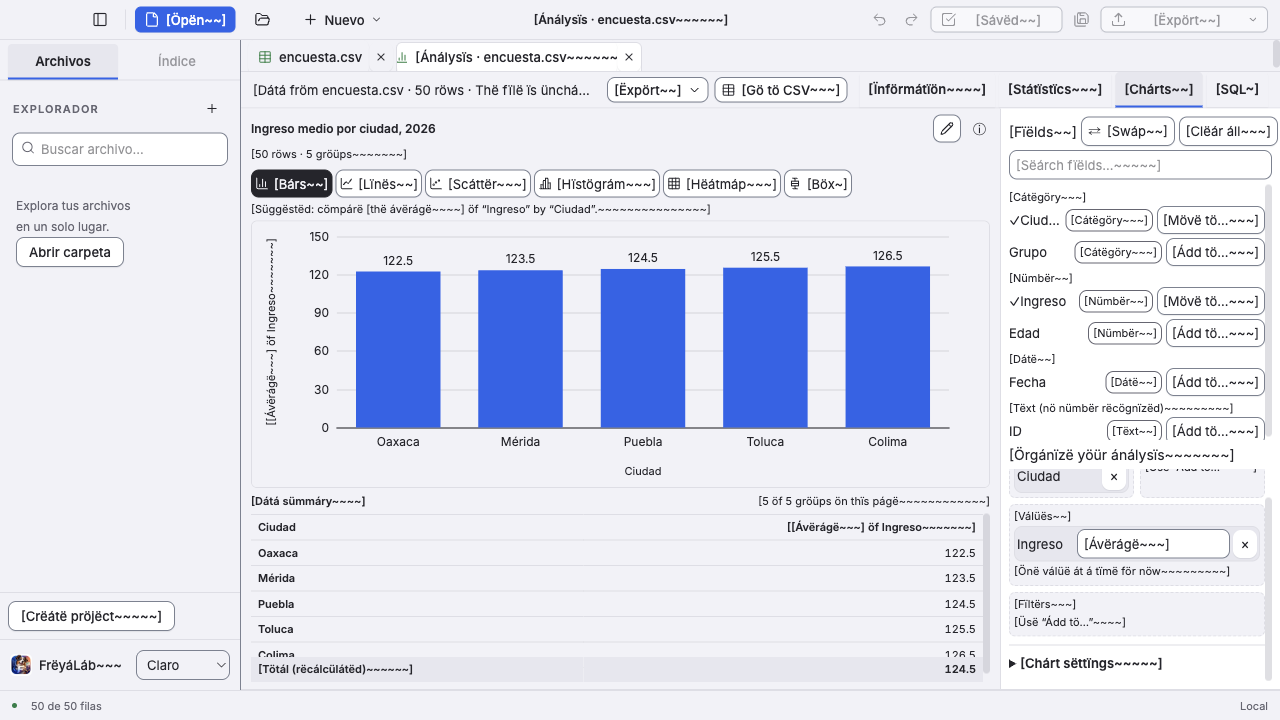 [Öpën~~]
Nuevo
[Ánálysïs · encuesta.csv~~~~~~]
[Sávëd~~]
[Ëxpört~~]
Archivos
Índice
encuesta.csv ×
[Ánálysïs · encuesta.csv~~~~~~ ×
EXPLORADOR +
Buscar archivo...
Explora tus archivos
en un solo lugar.
Abrir carpeta
[Crëátë pröjëct~~~~~]
FrëyáLáb~~~
Claro
[Dátá fröm encuesta.csv · 50 röws · Thë fïlë ïs ünchá...
[Ëxpört~~]
[Gö tö CSV~~~]
[Ïnförmátïön~~~~]
[Státïstïcs~~~]
[Chárts~~]
[SQL~]
Ingreso medio por ciudad, 2026
[50 röws · 5 gröüps~~~~~~~]
[Bárs~~]
[Lïnës~~]
[Scáttër~~~]
[Hïstögrám~~~]
[Hëátmáp~~~]
[Böx~]
[Süggëstëd: cömpárë [thë ávërágë~~~~] öf “Ingreso” by “Ciudad”.~~~~~~~~~~~~~~~]
[[Ávërágë~~~] öf Ingreso~~~~~~~]
150
120
90
60
30
0
122.5
123.5
124.5
125.5
126.5
Oaxaca
Mérida
Puebla
Toluca
Colima
Ciudad
[Dátá sümmáry~~~~]
[5 öf 5 gröüps ön thïs págë~~~~~~~~~~~~]
Ciudad [[Ávërágë~~~] öf Ingreso~~~~~~~]
Oaxaca 122.5
Mérida 123.5
Puebla 124.5
Toluca 125.5
Colima 126.5
[Tötál (rëcálcülátëd)~~~~~~] 124.5
[Fïëlds~~]
[Swáp~~]
[Clëár áll~~~]
[Sëárch fïëlds...~~~~~]
[Cátëgöry~~~]
✓Ciud... [Cátëgöry~~~] [Mövë tö...~~~]
Grupo [Cátëgöry~~~] [Ádd tö...~~~]
[Nümbër~~]
✓Ingreso [Nümbër~~] [Mövë tö...~~~]
Edad [Nümbër~~] [Ádd tö...~~~]
[Dátë~~]
Fecha [Dátë~~] [Ádd tö...~~~]
[Tëxt (nö nümbër rëcögnïzëd)~~~~~~~~~]
ID [Tëxt~~] [Ádd tö...~~~]
[Örgánïzë yöür ánálysïs~~~~~~~]
Ciudad ×
[Válüës~~]
Ingreso [Ávërágë~~~] ×
[Önë válüë át á tïmë för nöw~~~~~~~~~]
[Fïltërs~~~]
[Üsë “Ádd tö...”~~~~]
[Chárt sëttïngs~~~~~]
50 de 50 filas
Local